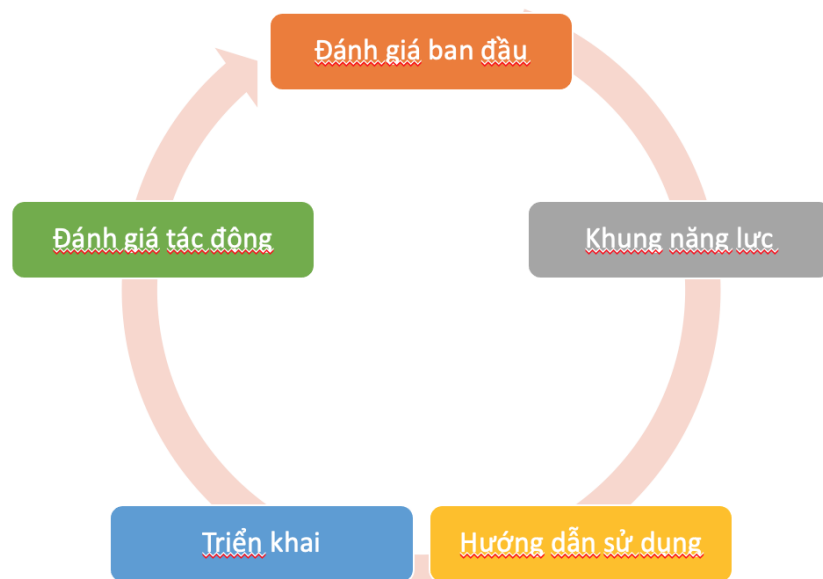 Đánh giá ban đầu
Khung năng lực
Hướng dẫn sử dụng
Triển khai
Đánh giá tác động